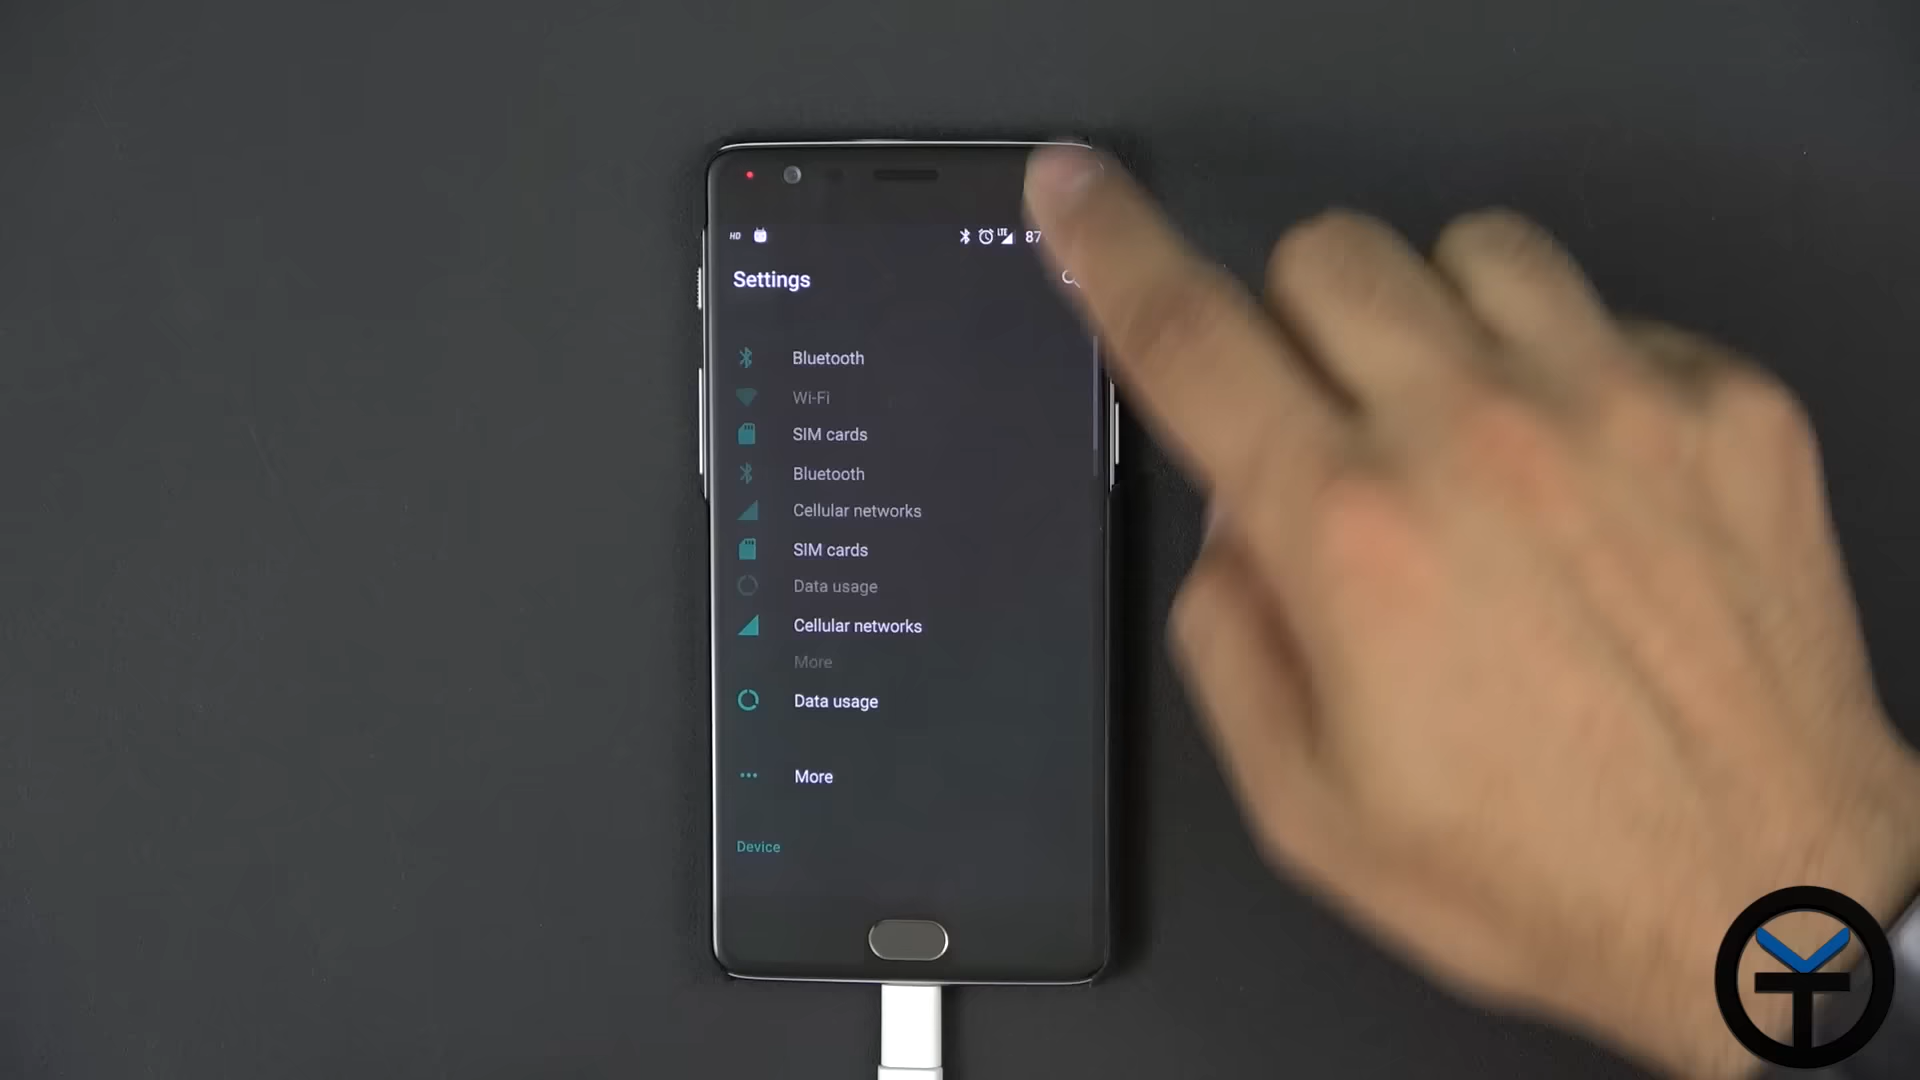 HD LTE 87
Settings
Bluetooth
Wi-Fi
SIM cards
Bluetooth
Cellular networks
SIM cards
Data usage
Cellular networks
More
Data usage
More
Device